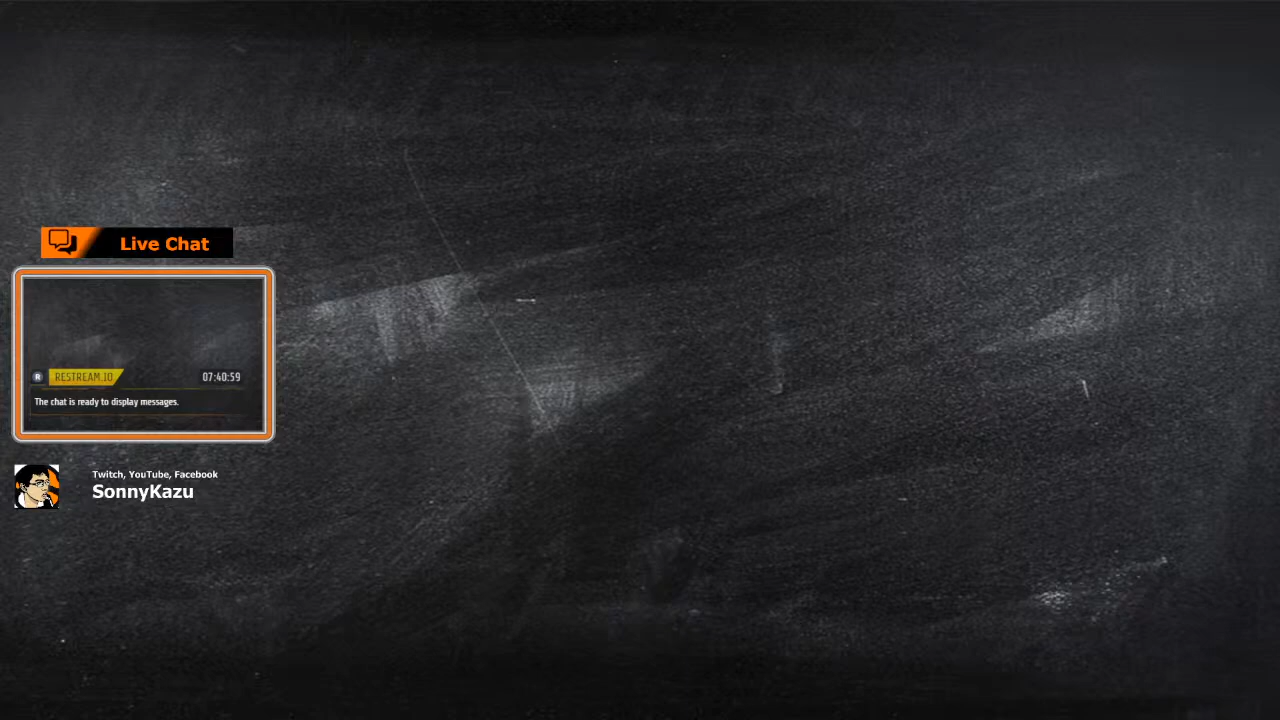 Live Chat
RESTREAM.IO
07:40:59
The chat is ready to display messages.
Twitch, YouTube, Facebook
SonnyKazu